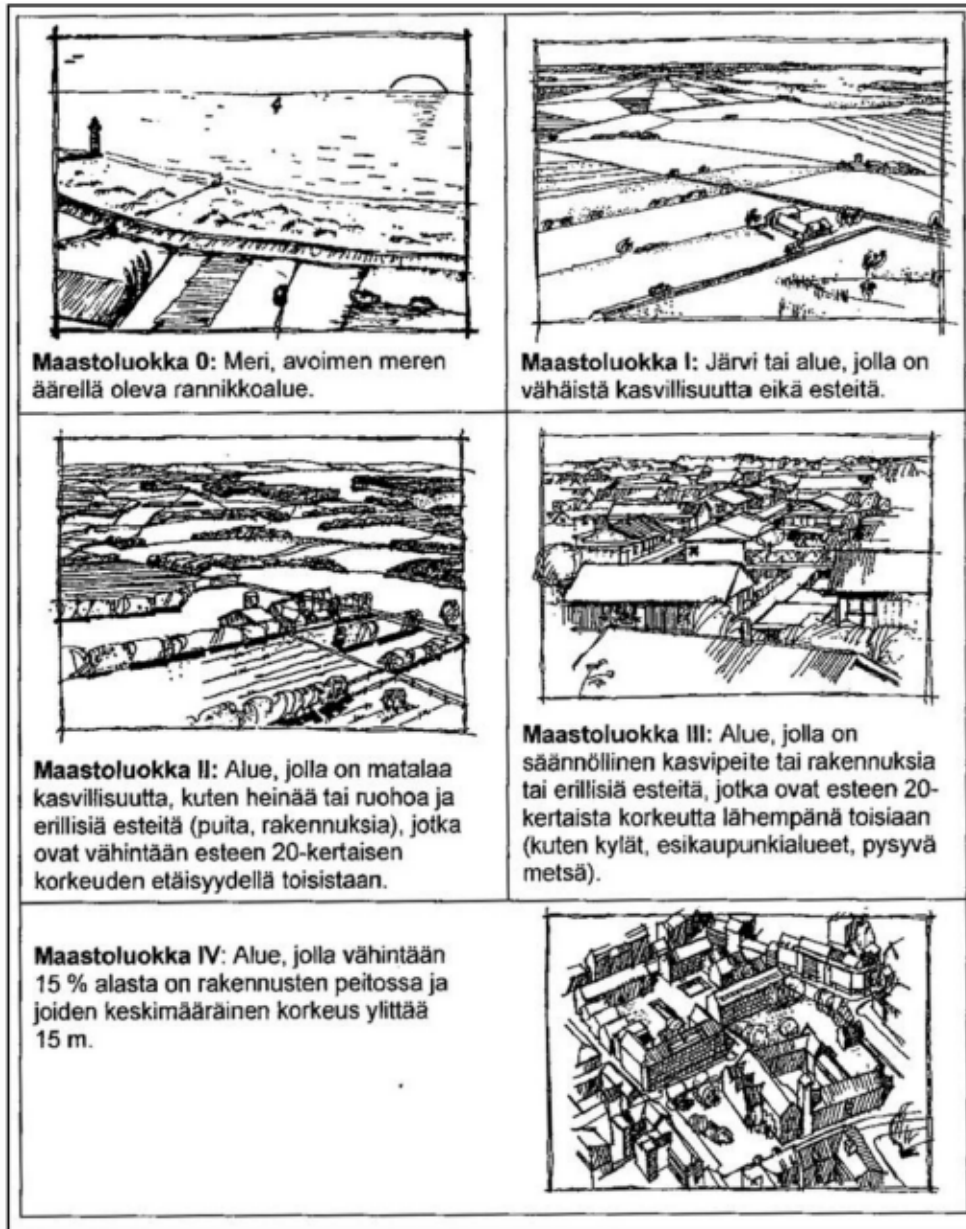 Maastoluokka 0: Meri, avoimen meren
äärellä oleva rannikkoalue.
Maastoluokka I: Järvi tai alue, jolla on
vähäistä kasvillisuutta eikä esteitä.
Maastoluokka II: Alue, jolla on matalaa
kasvillisuutta, kuten heinää tai ruohoa ja
erillisiä esteitä (puita, rakennuksia), jotka
ovat vähintään esteen 20-kertaisen
korkeuden etäisyydellä toisistaan.
Maastoluokka III: Alue, jolla on
säännöllinen kasvipeite tai rakennuksia
tai erillisiä esteitä, jotka ovat esteen 20-
kertaista korkeutta lähempänä toisiaan
(kuten kylät, esikaupunkialueet, pysyvä
metsä).
Maastoluokka IV: Alue, jolla vähintään
15 % alasta on rakennusten peitossa ja
joiden keskimääräinen korkeus ylittää
15 m.